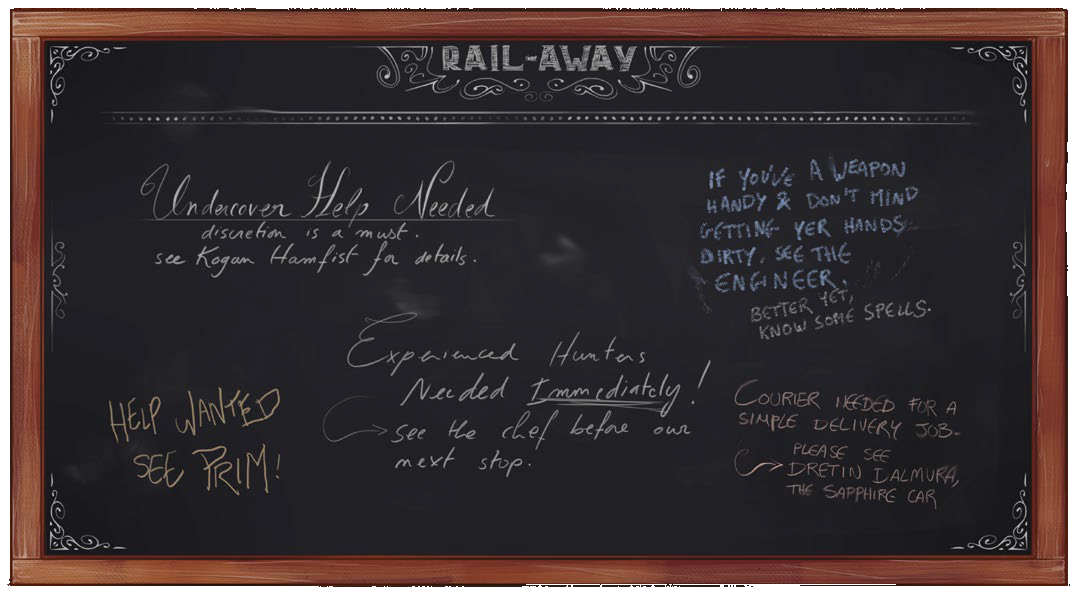 RAIL-AWAY
Undercover Help Needed
discretion is a must.
see Kogan Hamfist for details.
IF YOU'VE A WEAPON
HANDY & DON'T MIND
GETTING YER HANDS
DIRTY, SEE THE
ENGINEER.
BETTER YET,
KNOW SOME SPELLS.
Experienced Hunters
Needed Immediately!
see the chef before our
next stop.
HELP WANTED
SEE PRIM!
COURIER NEEDED FOR A
SIMPLE DELIVERY JOB-
PLEASE SEE
DRETIN DALMURA,
THE SAPPHIRE CAR